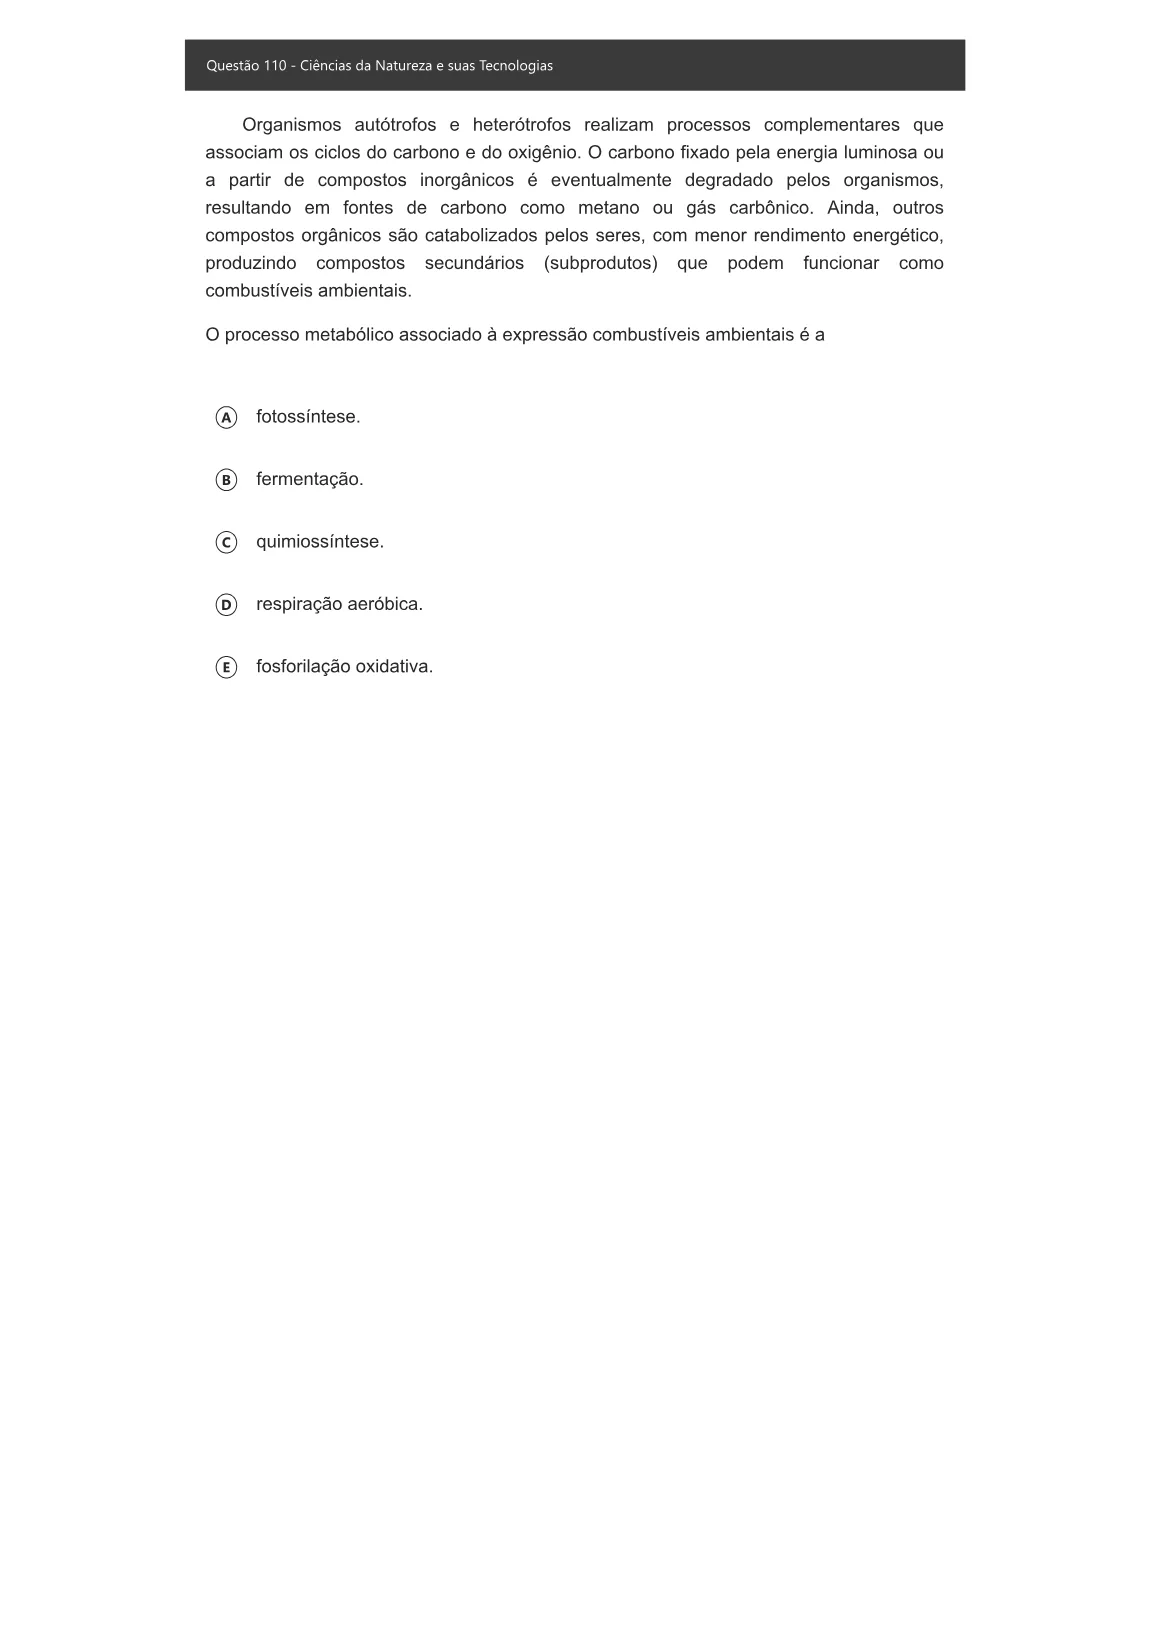 Questão 110 - Ciências da Natureza e suas Tecnologias
Organismos autótrofos e heterótrofos realizam processos complementares que
associam os ciclos do carbono e do oxigênio. O carbono fixado pela energia luminosa ou
a partir de compostos inorgânicos é eventualmente degradado pelos organismos,
resultando em fontes de carbono como metano ou gás carbônico. Ainda, outros
compostos orgânicos são catabolizados pelos seres, com menor rendimento energético,
produzindo compostos secundários (subprodutos) que podem funcionar como
combustíveis ambientais.
O processo metabólico associado à expressão combustíveis ambientais é a
A fotossíntese.
B fermentação.
C quimiossíntese.
D respiração aeróbica.
E fosforilação oxidativa.